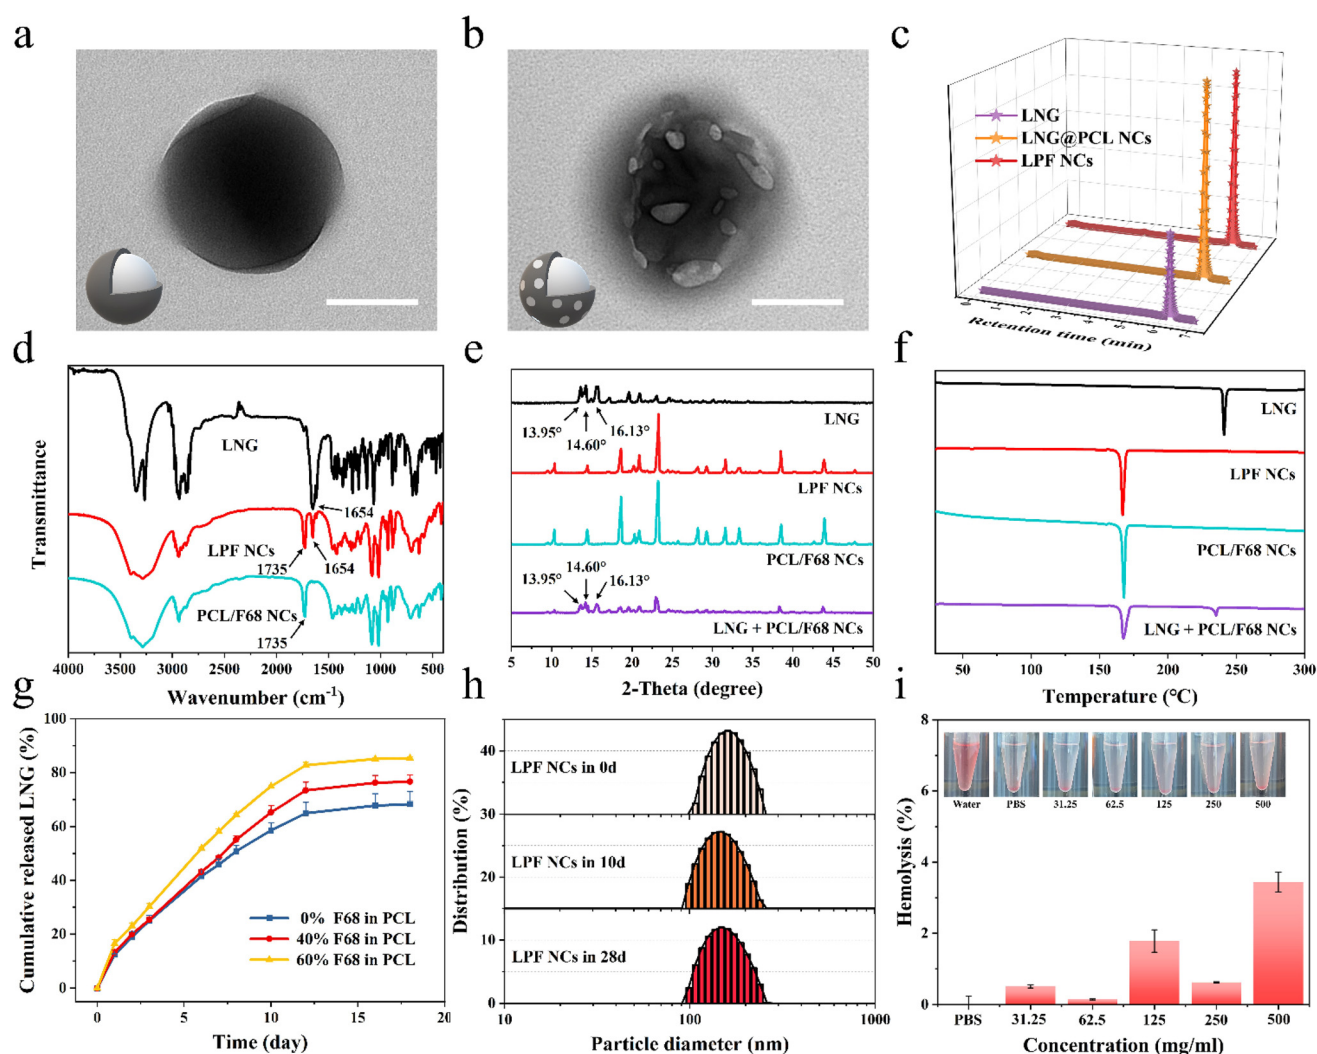 a
b
c
LNG
LNG@PCL NCs
LPF NCs
Retention time (min)
d
Transmittance
LNG
1654
LPF NCs
1735
1654
PCL/F68 NCs
1735
4000 3500 3000 2500 2000 1500 1000 500
Wavenumber (cm-1)
e
13.95°
14.60°
16.13°
LNG
LPF NCs
PCL/F68 NCs
13.95°
14.60°
16.13°
LNG + PCL/F68 NCs
5 10 15 20 25 30 35 40 45 50
2-Theta (degree)
f
LNG
LPF NCs
PCL/F68 NCs
LNG + PCL/F68 NCs
50 100 150 200 250 300
Temperature (°C)
g
Cumulative released LNG (%)
100
80
60
40
20
0
0% F68 in PCL
40% F68 in PCL
60% F68 in PCL
0 5 10 15 20
Time (day)
h
Distribution (%)
40
LPF NCs in 0d
30
LPF NCs in 10d
20
LPF NCs in 28d
10
0
10 100 1000
Particle diameter (nm)
i
Hemolysis (%)
8
6
4
2
0
Water PBS 31.25 62.5 125 250 500
PBS 31.25 62.5 125 250 500
Concentration (mg/ml)